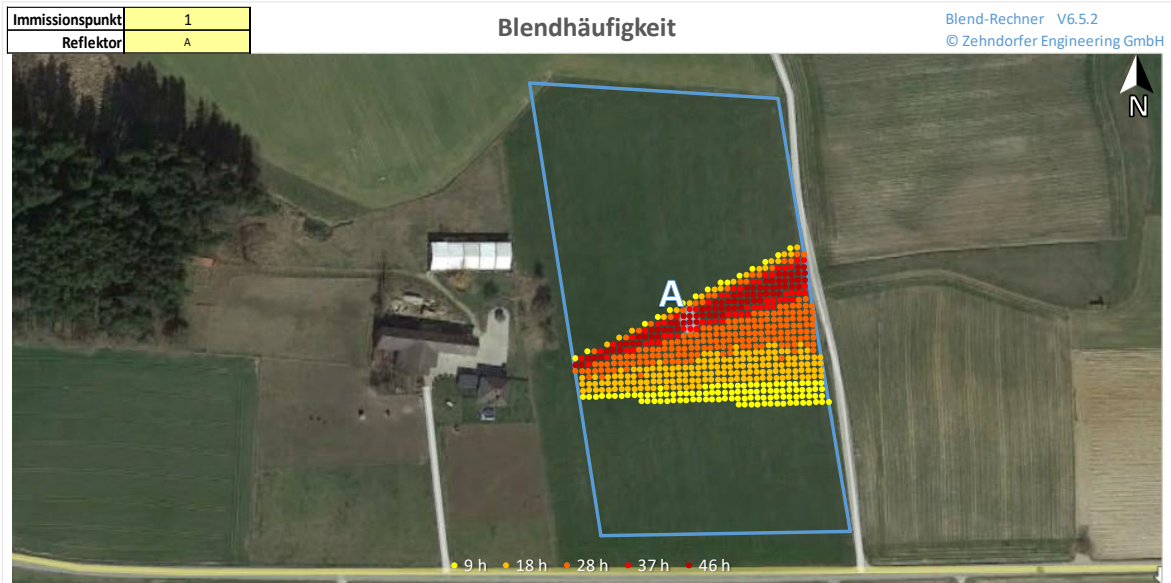 Immissionspunkt 1
Reflektor A
Blendhäufigkeit
Blend-Rechner V6.5.2
© Zehndorfer Engineering GmbH
N
A
9 h 18 h 28 h 37 h 46 h